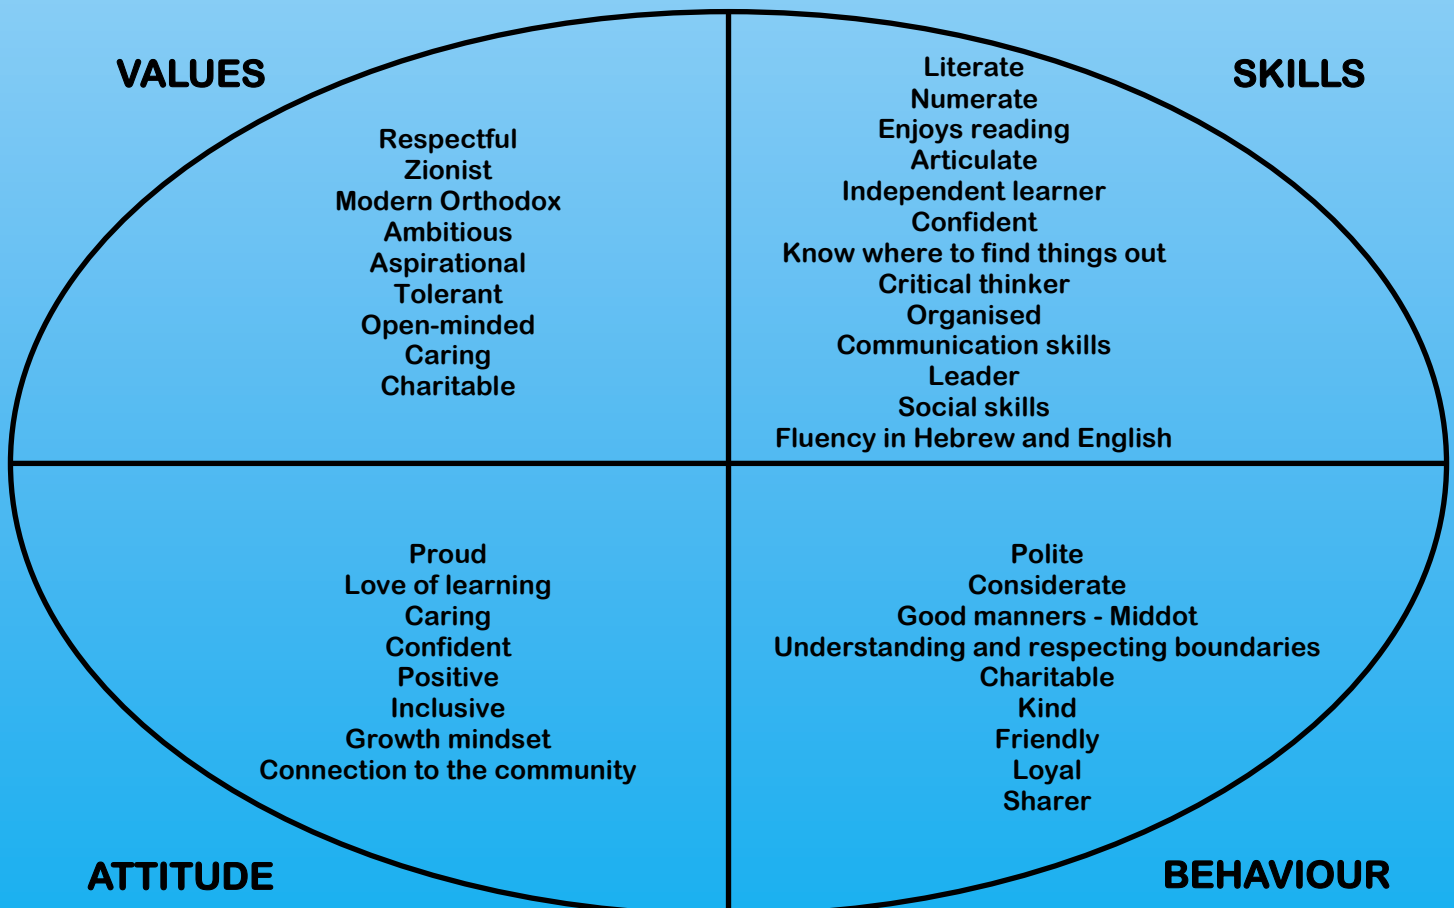 VALUES
Respectful
Zionist
Modern Orthodox
Ambitious
Aspirational
Tolerant
Open-minded
Caring
Charitable
SKILLS
Literate
Numerate
Enjoys reading
Articulate
Independent learner
Confident
Know where to find things out
Critical thinker
Organised
Communication skills
Leader
Social skills
Fluency in Hebrew and English
Proud
Love of learning
Caring
Confident
Positive
Inclusive
Growth mindset
Connection to the community
ATTITUDE
Polite
Considerate
Good manners - Middot
Understanding and respecting boundaries
Charitable
Kind
Friendly
Loyal
Sharer
BEHAVIOUR